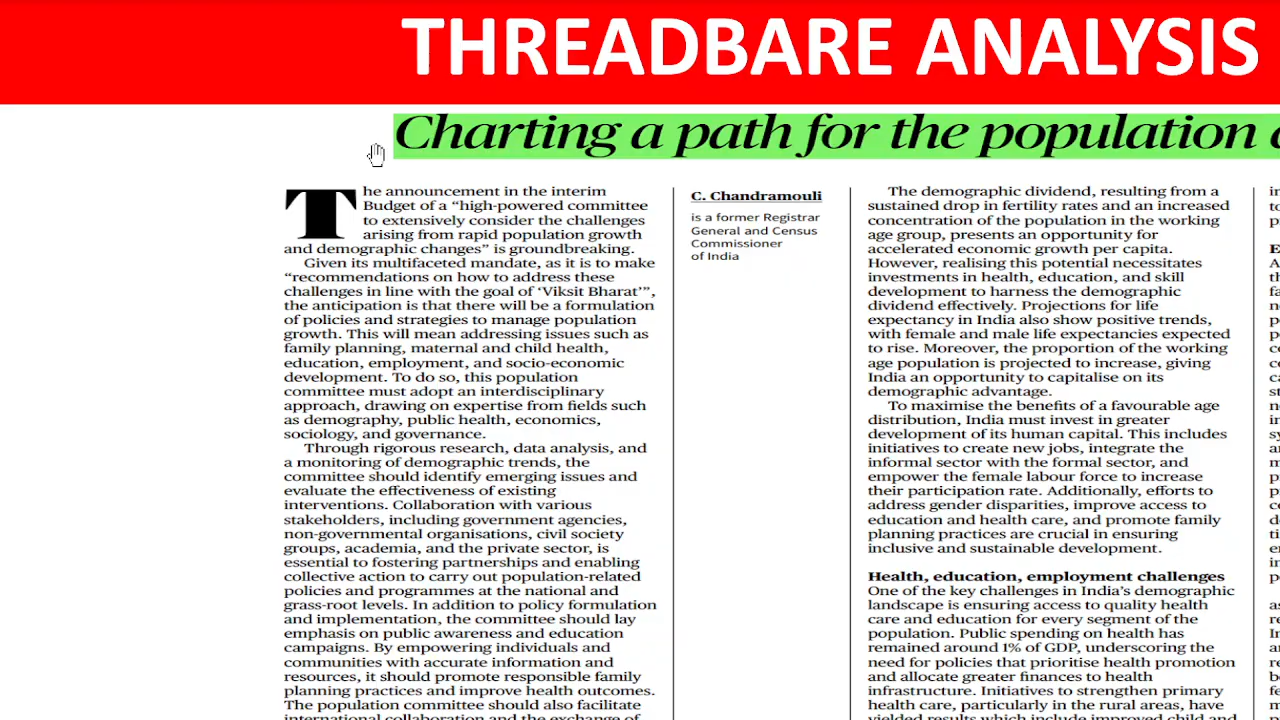 THREADBARE ANALYSIS
Charting a path for the population
The announcement in the interim
Budget of a “high-powered committee
to extensively consider the challenges
arising from rapid population growth
and demographic changes” is groundbreaking.
Given its multifaceted mandate, as it is to make
“recommendations on how to address these
challenges in line with the goal of ‘Viksit Bharat’”,
the anticipation is that there will be a formulation
of policies and strategies to manage population
growth. This will mean addressing issues such as
family planning, maternal and child health,
education, employment, and socio-economic
development. To do so, this population
committee must adopt an interdisciplinary
approach, drawing on expertise from fields such
as demography, public health, economics,
sociology, and governance.
Through rigorous research, data analysis, and
a monitoring of demographic trends, the
committee should identify emerging issues and
evaluate the effectiveness of existing
interventions. Collaboration with various
stakeholders, including government agencies,
non-governmental organisations, civil society
groups, academia, and the private sector, is
essential to fostering partnerships and enabling
collective action to carry out population-related
policies and programmes at the national and
grass-root levels. In addition to policy formulation
and implementation, the committee should lay
emphasis on public awareness and education
campaigns. By empowering individuals and
communities with accurate information and
resources, it should promote responsible family
planning practices and improve health outcomes.
The population committee should also facilitate
international collaboration and the exchange of
C. Chandramouli
is a former Registrar
General and Census
Commissioner
of India
The demographic dividend, resulting from a
sustained drop in fertility rates and an increased
concentration of the population in the working
age group, presents an opportunity for
accelerated economic growth per capita.
However, realising this potential necessitates
investments in health, education, and skill
development to harness the demographic
dividend effectively. Projections for life
expectancy in India also show positive trends,
with female and male life expectancies expected
to rise. Moreover, the proportion of the working
age population is projected to increase, giving
India an opportunity to capitalise on its
demographic advantage.
To maximise the benefits of a favourable age
distribution, India must invest in greater
development of its human capital. This includes
initiatives to create new jobs, integrate the
informal sector with the formal sector, and
empower the female labour force to increase
their participation rate. Additionally, efforts to
address gender disparities, improve access to
education and health care, and promote family
planning practices are crucial in ensuring
inclusive and sustainable development.
Health, education, employment challenges
One of the key challenges in India’s demographic
landscape is ensuring access to quality health
care and education for every segment of the
population. Public spending on health has
remained around 1% of GDP, underscoring the
need for policies that prioritise health promotion
and allocate greater finances to health
infrastructure. Initiatives to strengthen primary
health care, particularly in the rural areas, have
yielded results which include improved child and